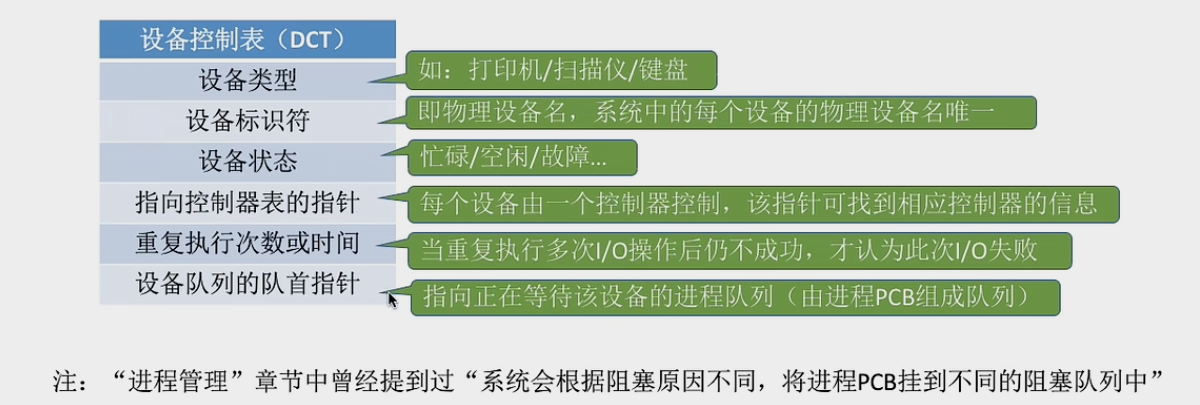 设备控制表（DCT）
设备类型
如：打印机/扫描仪/键盘
设备标识符
即物理设备名，系统中的每个设备的物理设备名唯一
设备状态
忙碌/空闲/故障...
指向控制器表的指针
每个设备由一个控制器控制，该指针可找到相应控制器的信息
重复执行次数或时间
当重复执行多次I/O操作后仍不成功，才认为此次I/O失败
设备队列的队首指针
指向正在等待该设备的进程队列（由进程PCB组成队列）
注：“进程管理”章节中曾经提到过“系统会根据阻塞原因不同，将进程PCB挂到不同的阻塞队列中”